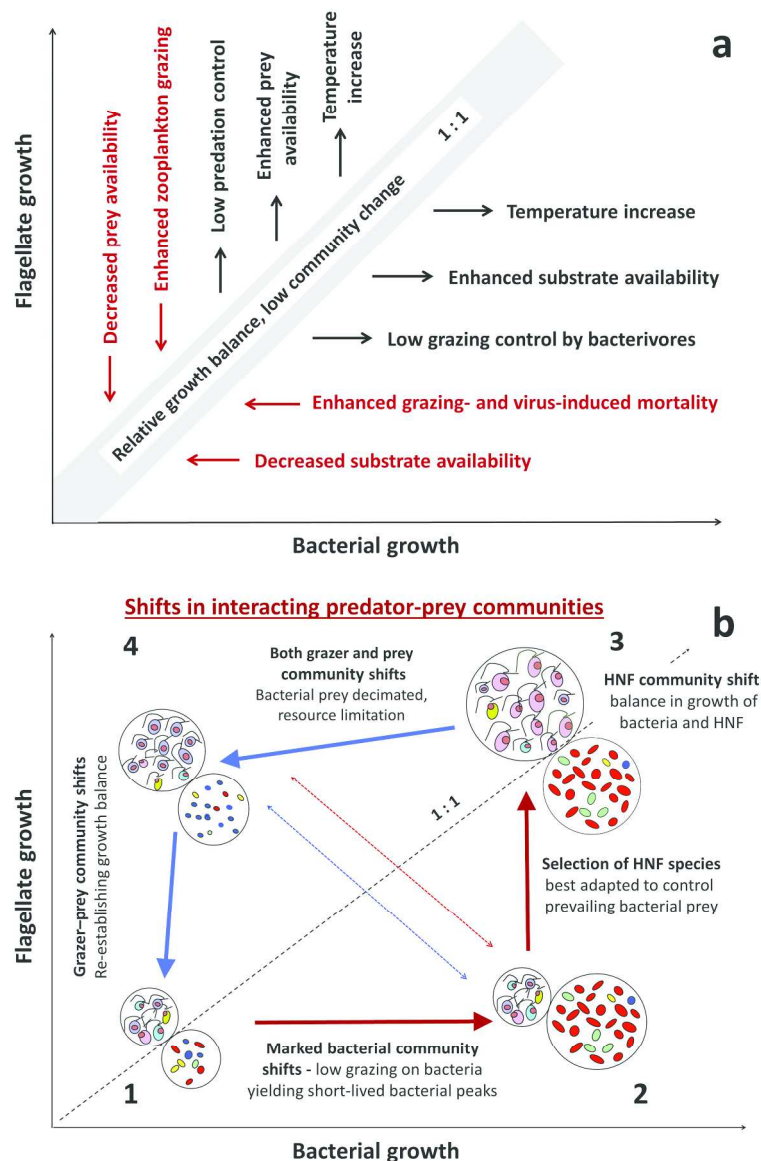 a
Flagellate growth
Decreased prey availability
Enhanced zooplankton grazing
Low predation control
Enhanced prey
availability
Temperature
increase
1 : 1
Relative growth balance, low community change
Temperature increase
Enhanced substrate availability
Low grazing control by bacterivores
Enhanced grazing- and virus-induced mortality
Decreased substrate availability
Bacterial growth
Shifts in interacting predator-prey communities
b
4
Both grazer and prey
community shifts
Bacterial prey decimated,
resource limitation
3
HNF community shift
balance in growth of
bacteria and HNF
1 : 1
Flagellate growth
Grazer–prey community shifts
Re-establishing growth balance
Selection of HNF species
best adapted to control
prevailing bacterial prey
1
Marked bacterial community
shifts - low grazing on bacteria
yielding short-lived bacterial peaks
2
Bacterial growth